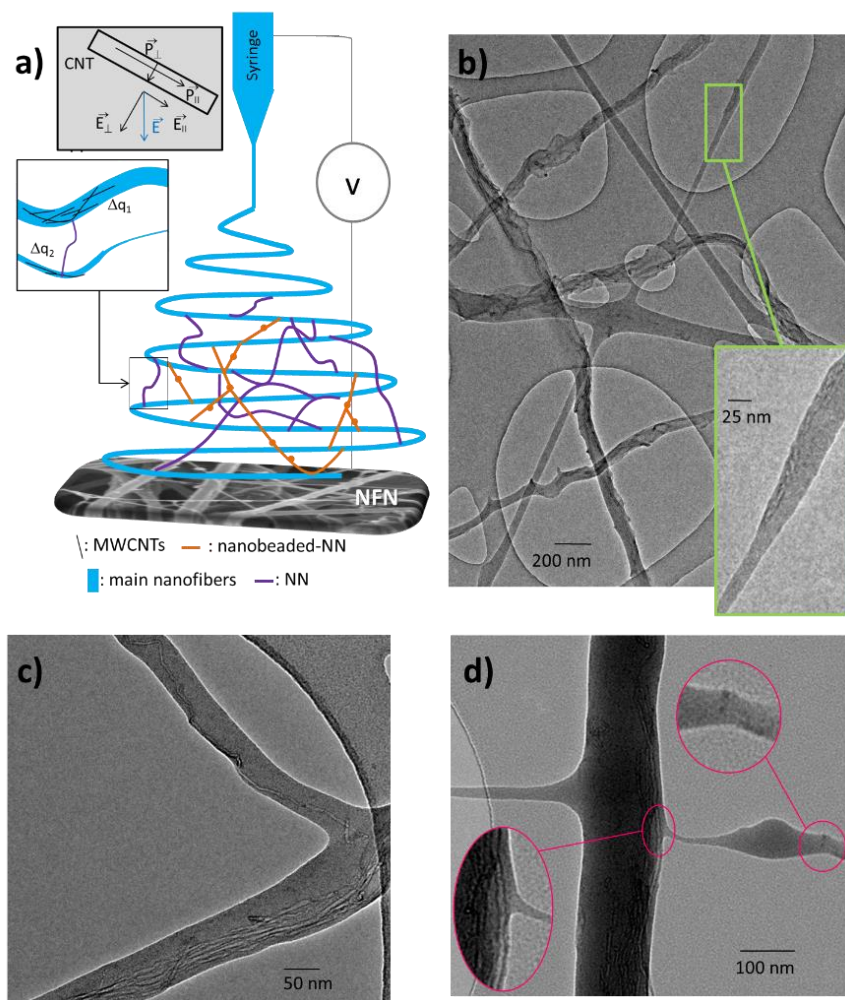 a)
CNT
P⊥
P||
E⊥
E
E||
Syringe
V
Δq1
Δq2
NFN
: MWCNTs
: nanobeaded-NN
: main nanofibers
: NN
b)
200 nm
25 nm
c)
50 nm
d)
100 nm